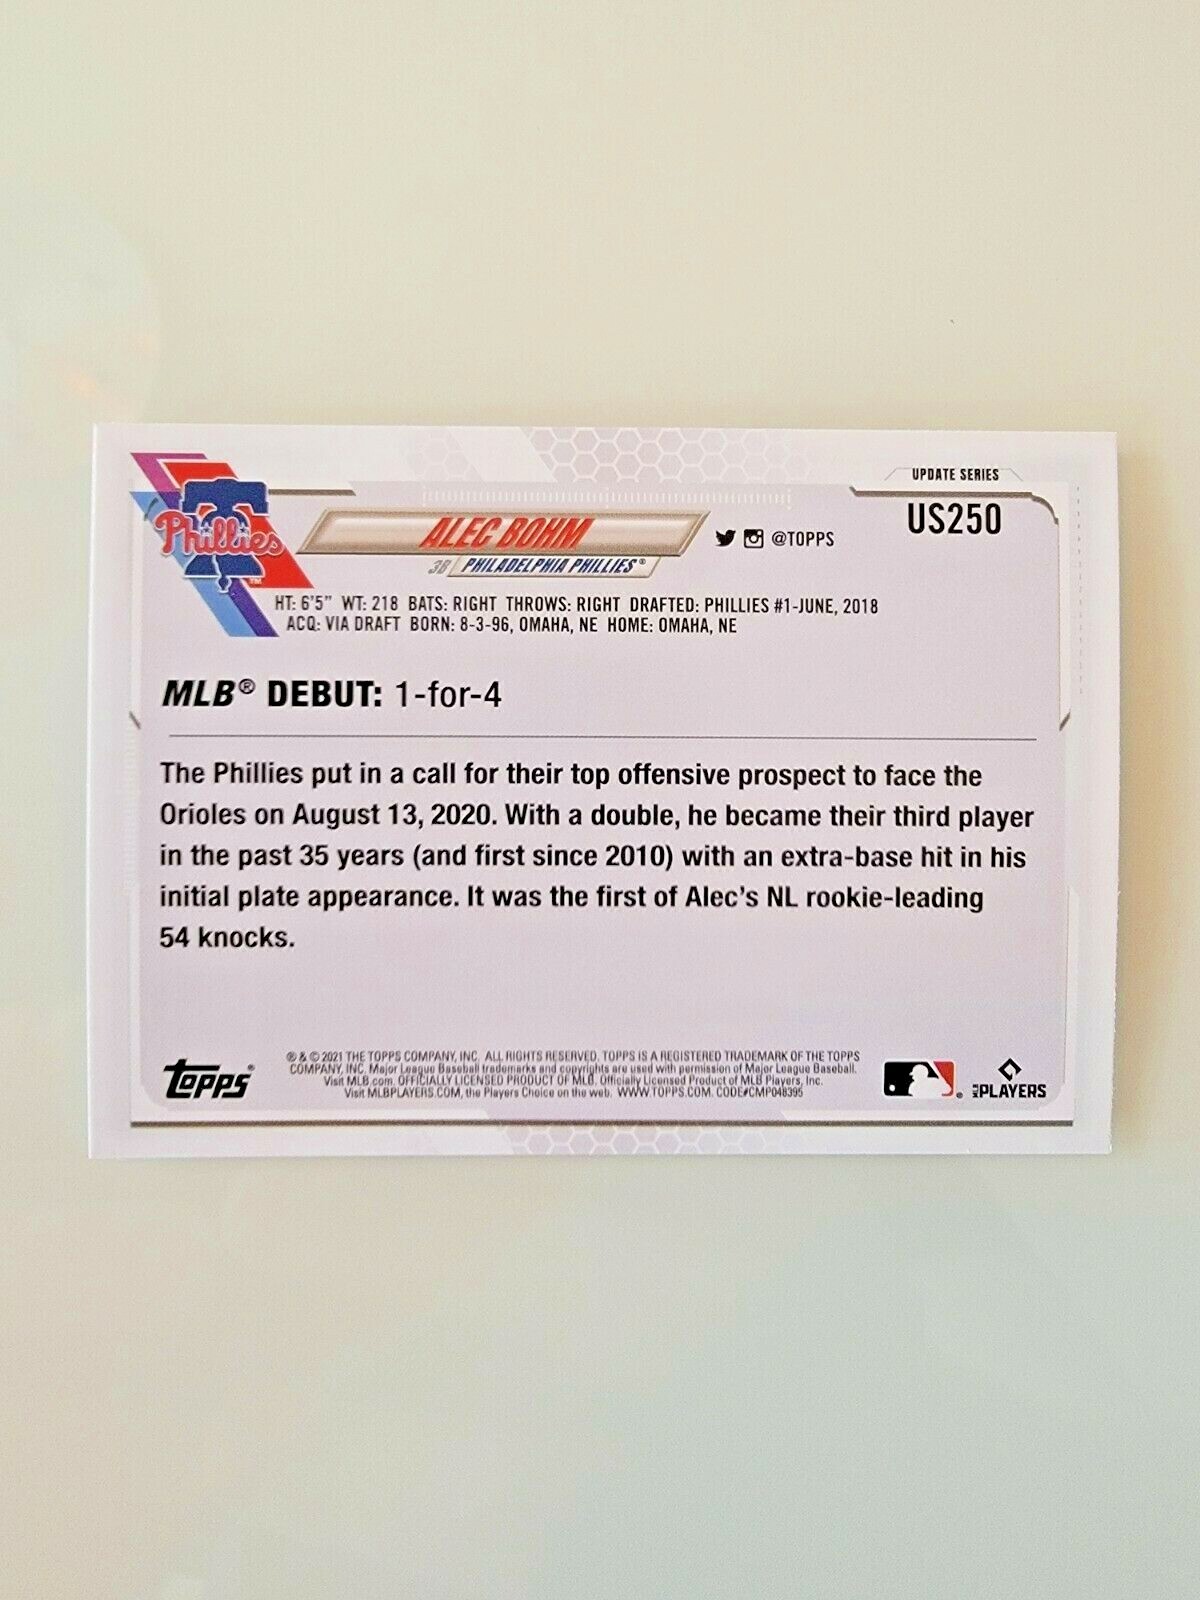 UPDATE SERIES
US250
Phillies
TM
ALEC BOHM
@TOPPS
3B PHILADELPHIA PHILLIES®
HT: 6'5" WT: 218 BATS: RIGHT THROWS: RIGHT DRAFTED: PHILLIES #1-JUNE, 2018
ACQ: VIA DRAFT BORN: 8-3-96, OMAHA, NE HOME: OMAHA, NE
MLB® DEBUT: 1-for-4
The Phillies put in a call for their top offensive prospect to face the
Orioles on August 13, 2020. With a double, he became their third player
in the past 35 years (and first since 2010) with an extra-base hit in his
initial plate appearance. It was the first of Alec's NL rookie-leading
54 knocks.
topps®
® & © 2021 THE TOPPS COMPANY, INC. ALL RIGHTS RESERVED. TOPPS IS A REGISTERED TRADEMARK OF THE TOPPS
COMPANY, INC. Major League Baseball trademarks and copyrights are used with permission of Major League Baseball.
Visit MLB.com. OFFICIALLY LICENSED PRODUCT OF MLB. Officially Licensed Product of MLB Players, Inc.
Visit MLBPLAYERS.COM, the Players Choice on the web. WWW.TOPPS.COM. CODE#CMP048395
®
MLB PLAYERS